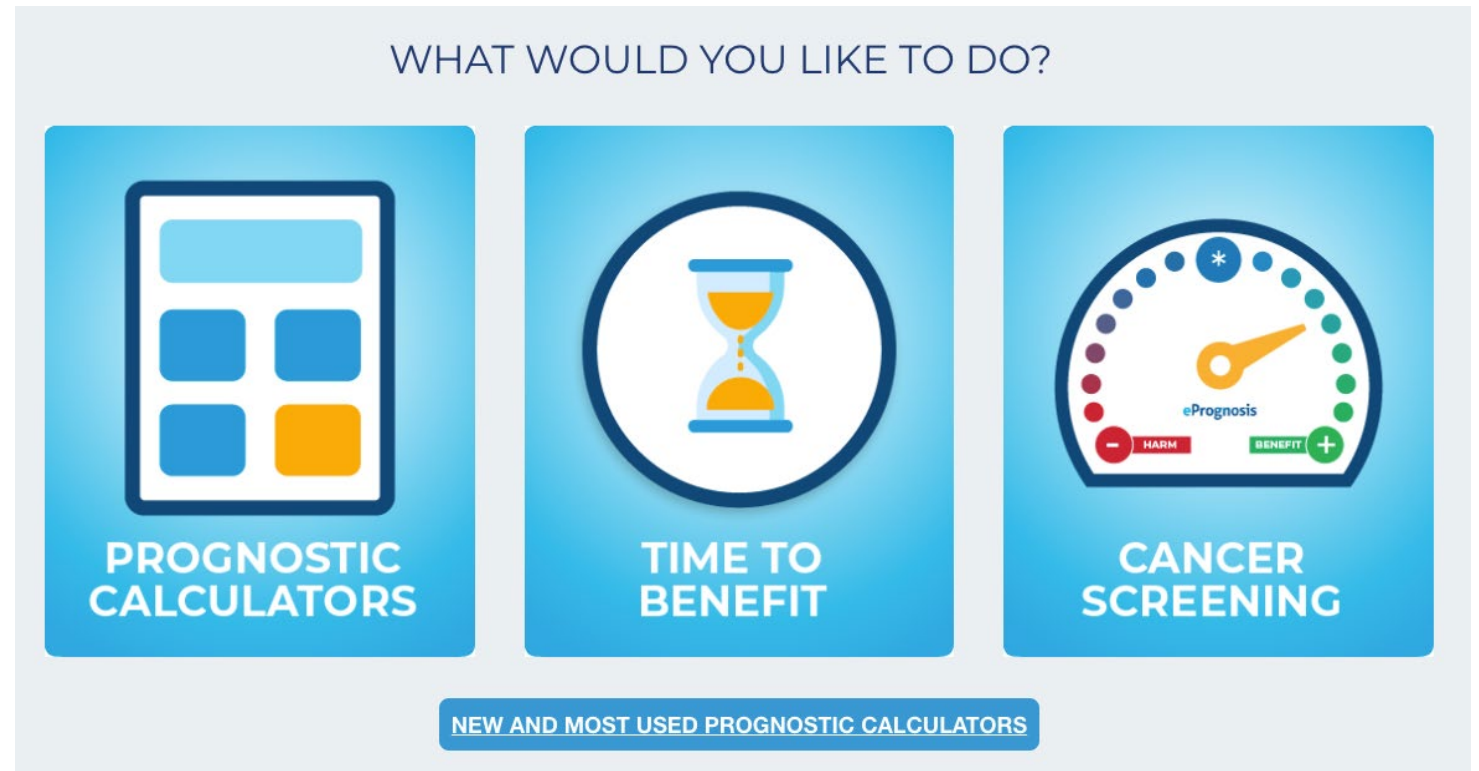 WHAT WOULD YOU LIKE TO DO?
PROGNOSTIC
CALCULATORS
TIME TO
BENEFIT
*
ePrognosis
- HARM
BENEFIT +
CANCER
SCREENING
NEW AND MOST USED PROGNOSTIC CALCULATORS